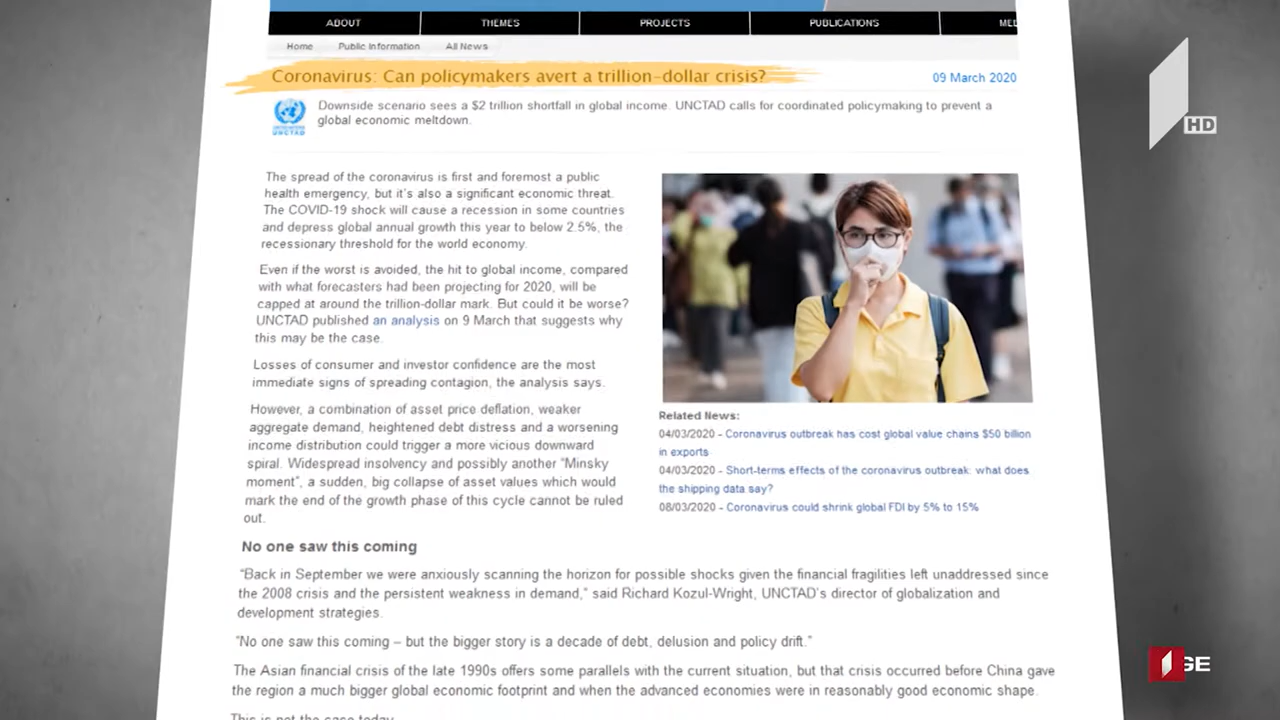 ABOUT THEMES PROJECTS PUBLICATIONS
Home Public Information All News
Coronavirus: Can policymakers avert a trillion-dollar crisis? 09 March 2020
Downside scenario sees a $2 trillion shortfall in global income. UNCTAD calls for coordinated policymaking to prevent a
global economic meltdown.
UNITED NATIONS
UNCTAD
HD
The spread of the coronavirus is first and foremost a public
health emergency, but it's also a significant economic threat.
The COVID-19 shock will cause a recession in some countries
and depress global annual growth this year to below 2.5%, the
recessionary threshold for the world economy.
Even if the worst is avoided, the hit to global income, compared
with what forecasters had been projecting for 2020, will be
capped at around the trillion-dollar mark. But could it be worse?
UNCTAD published an analysis on 9 March that suggests why
this may be the case.
Losses of consumer and investor confidence are the most
immediate signs of spreading contagion, the analysis says.
However, a combination of asset price deflation, weaker
aggregate demand, heightened debt distress and a worsening
income distribution could trigger a more vicious downward
spiral. Widespread insolvency and possibly another “Minsky
moment”, a sudden, big collapse of asset values which would
mark the end of the growth phase of this cycle cannot be ruled
out.
Related News:
04/03/2020 - Coronavirus outbreak has cost global value chains $50 billion
in exports
04/03/2020 - Short-terms effects of the coronavirus outbreak: what does
the shipping data say?
08/03/2020 - Coronavirus could shrink global FDI by 5% to 15%
No one saw this coming
“Back in September we were anxiously scanning the horizon for possible shocks given the financial fragilities left unaddressed since
the 2008 crisis and the persistent weakness in demand,” said Richard Kozul-Wright, UNCTAD's director of globalization and
development strategies.
“No one saw this coming – but the bigger story is a decade of debt, delusion and policy drift.”
The Asian financial crisis of the late 1990s offers some parallels with the current situation, but that crisis occurred before China gave
the region a much bigger global economic footprint and when the advanced economies were in reasonably good economic shape.
This is not the case today.
GE